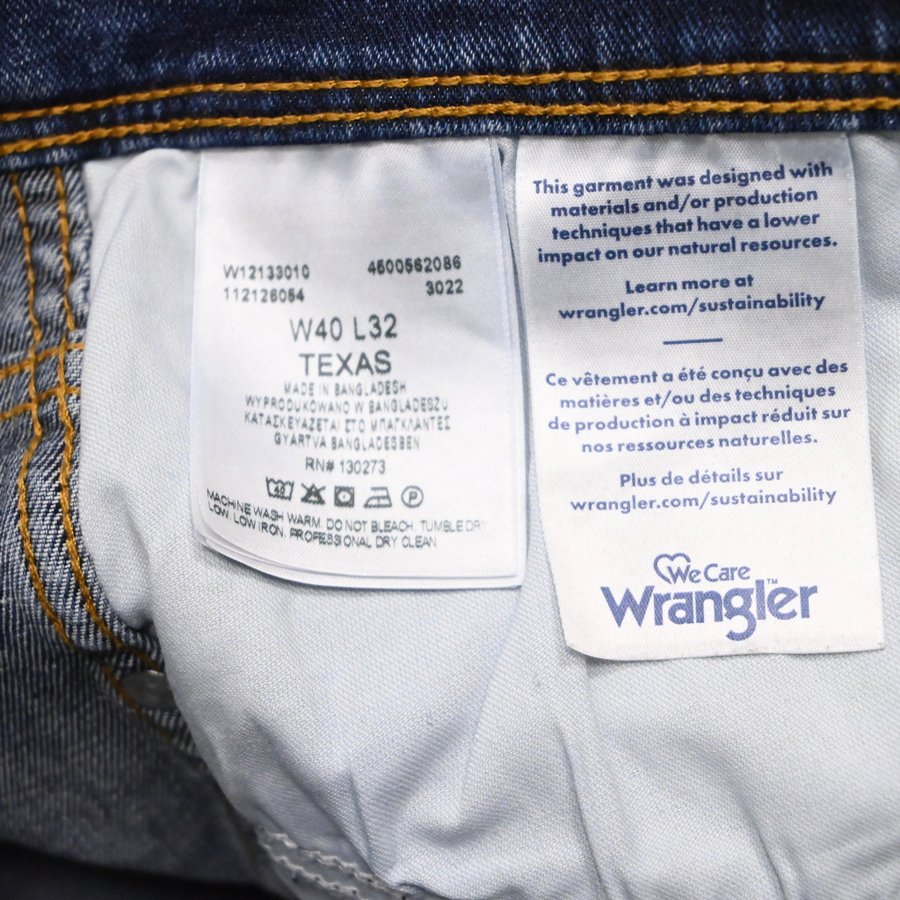 W12133010 4500562086
112126054 3022
W40 L32
TEXAS
MADE IN BANGLADESH
WYPRODUKOWANO W BANGLADESZU
ΚΑΤΑΣΚΕΥΑΖΕΤΑΙ ΣΤΟ ΜΠΑΓΚΛΑΝΤΕΣ
GYÁRTVA BANGLADESBEN
RN# 130273
40 P
MACHINE WASH WARM. DO NOT BLEACH. TUMBLE DRY
LOW. LOW IRON. PROFESSIONAL DRY CLEAN
This garment was designed with
materials and/or production
techniques that have a lower
impact on our natural resources.
Learn more at
wrangler.com/sustainability
Ce vêtement a été conçu avec des
matières et/ou des techniques
de production à impact réduit sur
nos ressources naturelles.
Plus de détails sur
wrangler.com/sustainability
We Care
Wrangler™